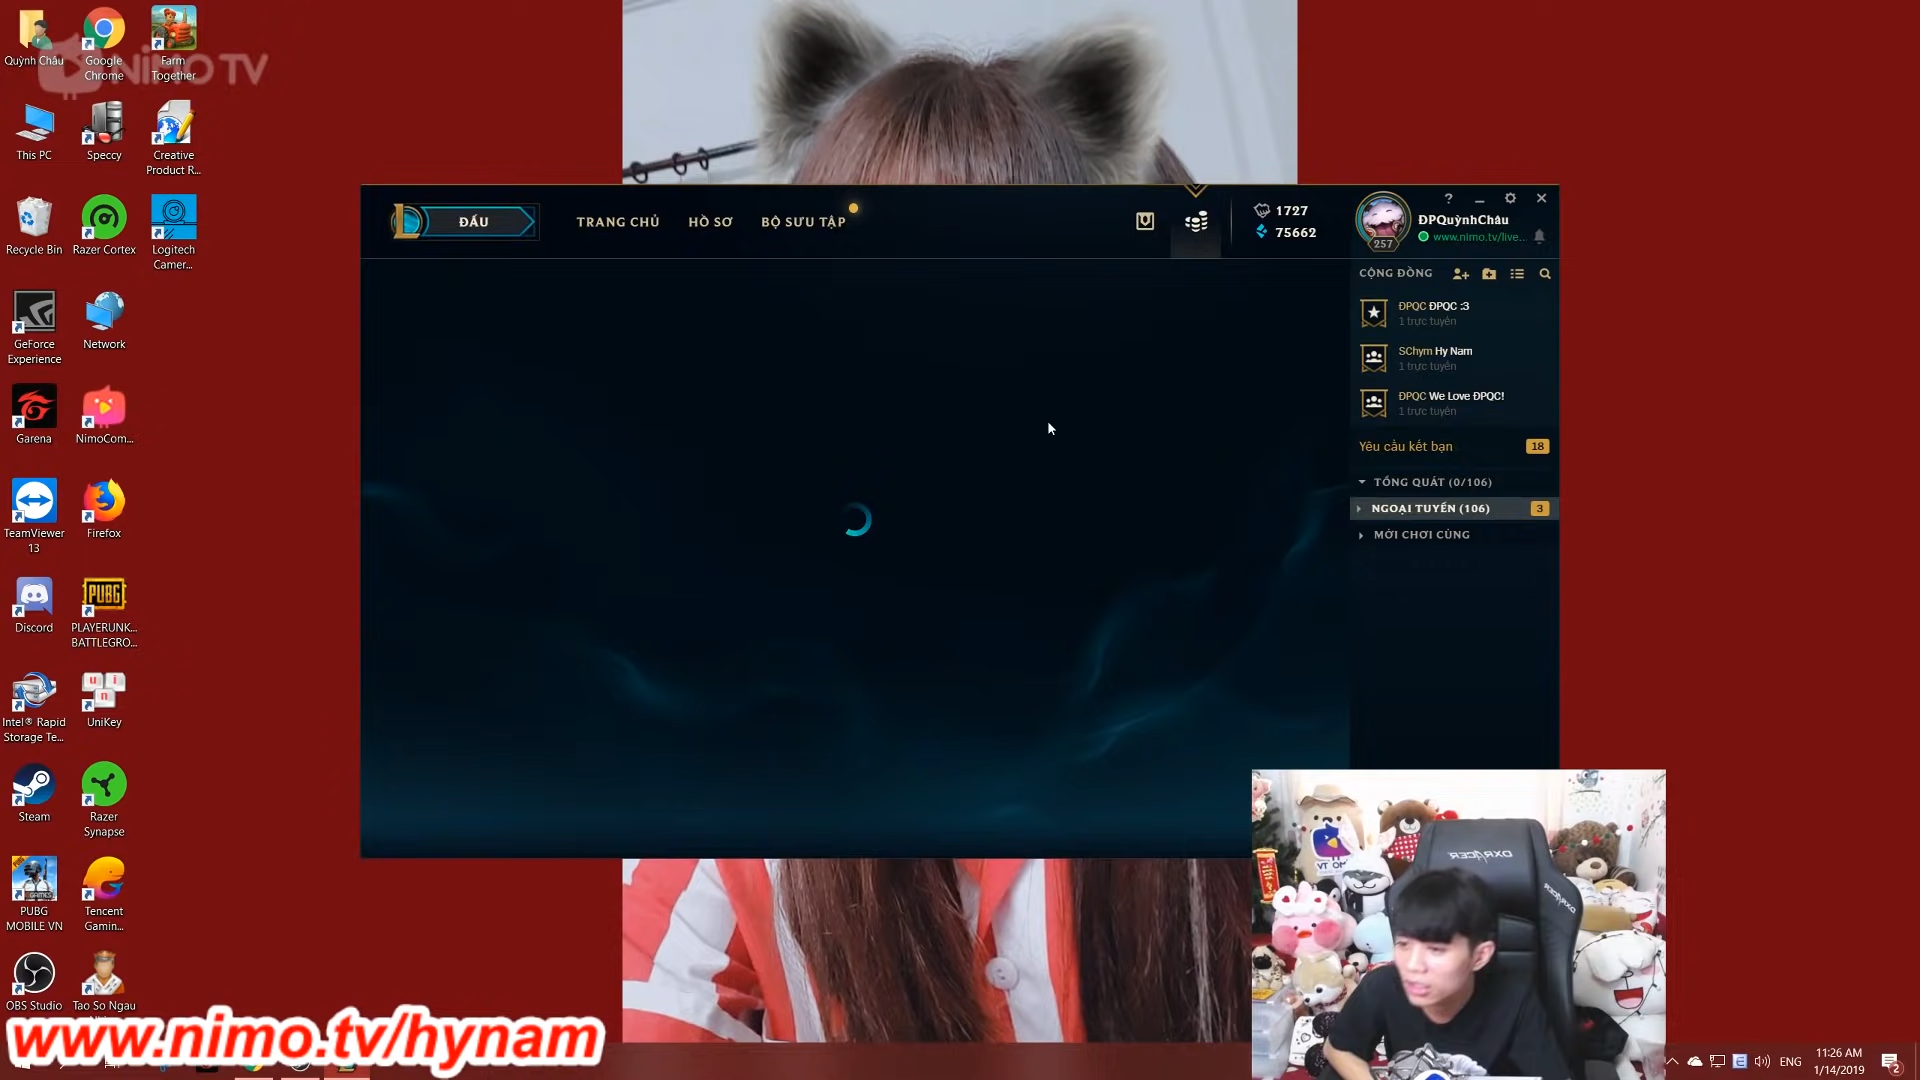 Quỳnh Châu
Google Chrome
Farm Together
nimo TV
This PC
Speccy
Creative Product R...
Recycle Bin
Razer Cortex
Logitech Camer...
GeForce Experience
Network
Garena
NimoCom...
TeamViewer 13
Firefox
Discord
PUBG
PLAYERUNK... BATTLEGRO...
Intel® Rapid Storage Te...
UniKey
Steam
Razer Synapse
PUBG MOBILE VN
Tencent Gamin...
OBS Studio
Tao So Ngau
www.nimo.tv/hynam
ĐẤU
TRANG CHỦ
HỒ SƠ
BỘ SƯU TẬP
1727
75662
257
ĐPQuỳnhChâu
www.nimo.tv/live...
CỘNG ĐỒNG
ĐPQC ĐPQC :3
1 trực tuyến
SChym Hy Nam
1 trực tuyến
ĐPQC We Love ĐPQC!
1 trực tuyến
Yêu cầu kết bạn 18
TỔNG QUÁT (0/106)
NGOẠI TUYẾN (106) 3
MỚI CHƠI CÙNG
ENG
11:26 AM
1/14/2019
2